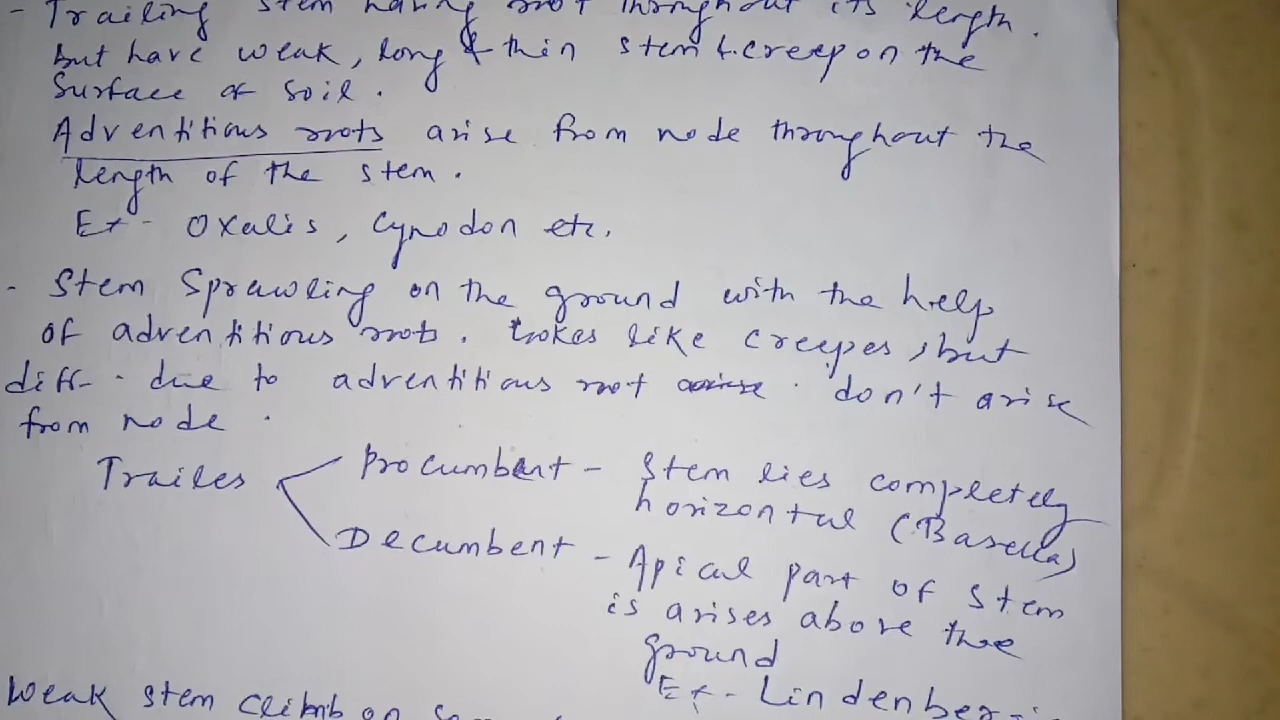 - Trailing stem having root throughout its length.
but have weak, long & thin stem & creep on the
Surface of Soil.
Adventitious roots arise from node throughout the
length of the stem.
Ex- Oxalis, Cynodon etc.
- Stem Sprawling on the ground with the help
of adventitious roots. Lokes like creepes, but
diff- due to adventitious root don't arise
from node.
Trailes
Procumbent - Stem lies completely
horizontal (Basella)
Decumbent - Apical part of stem
is arises above the
ground
Ex- Lindenberg
Weak stem climb on